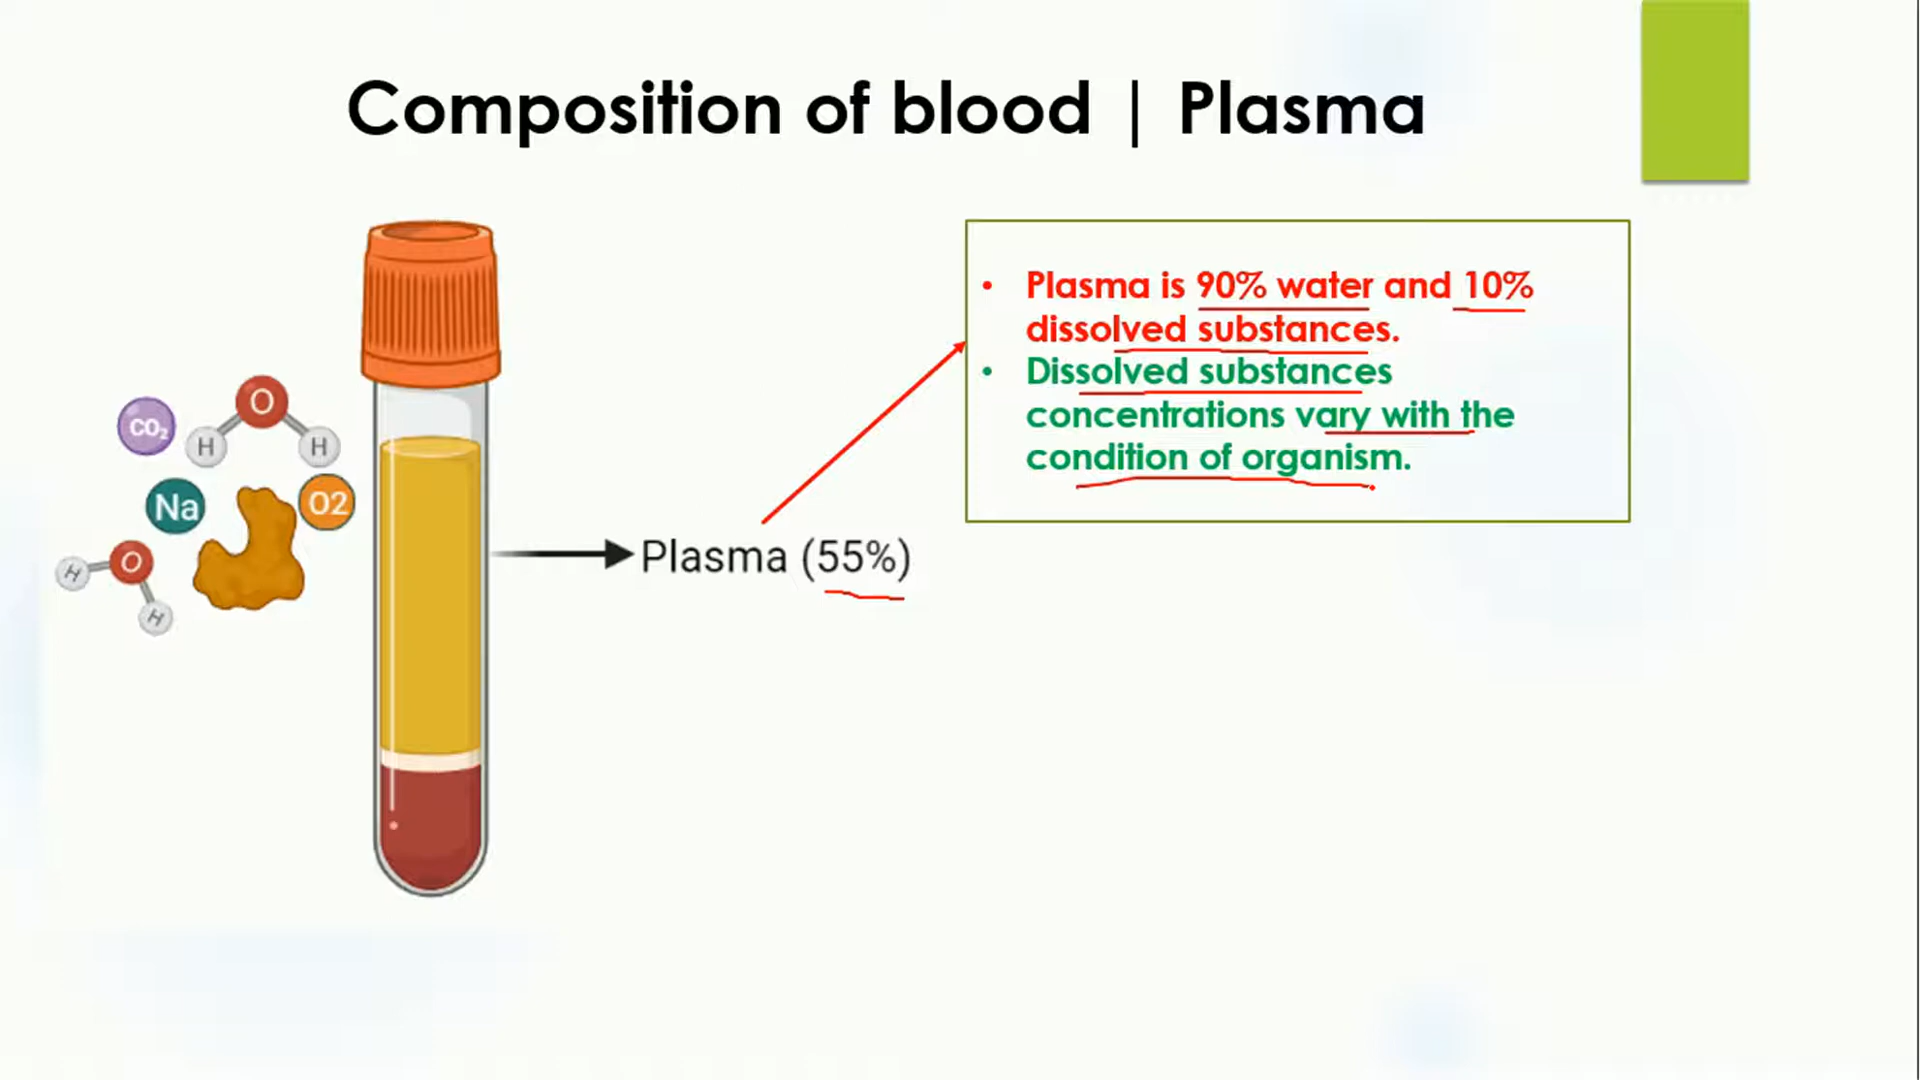 Composition of blood | Plasma
• Plasma is 90% water and 10%
dissolved substances.
• Dissolved substances
concentrations vary with the
condition of organism.
CO₂
O
H
H
Na
O2
H
O
H
Plasma (55%)